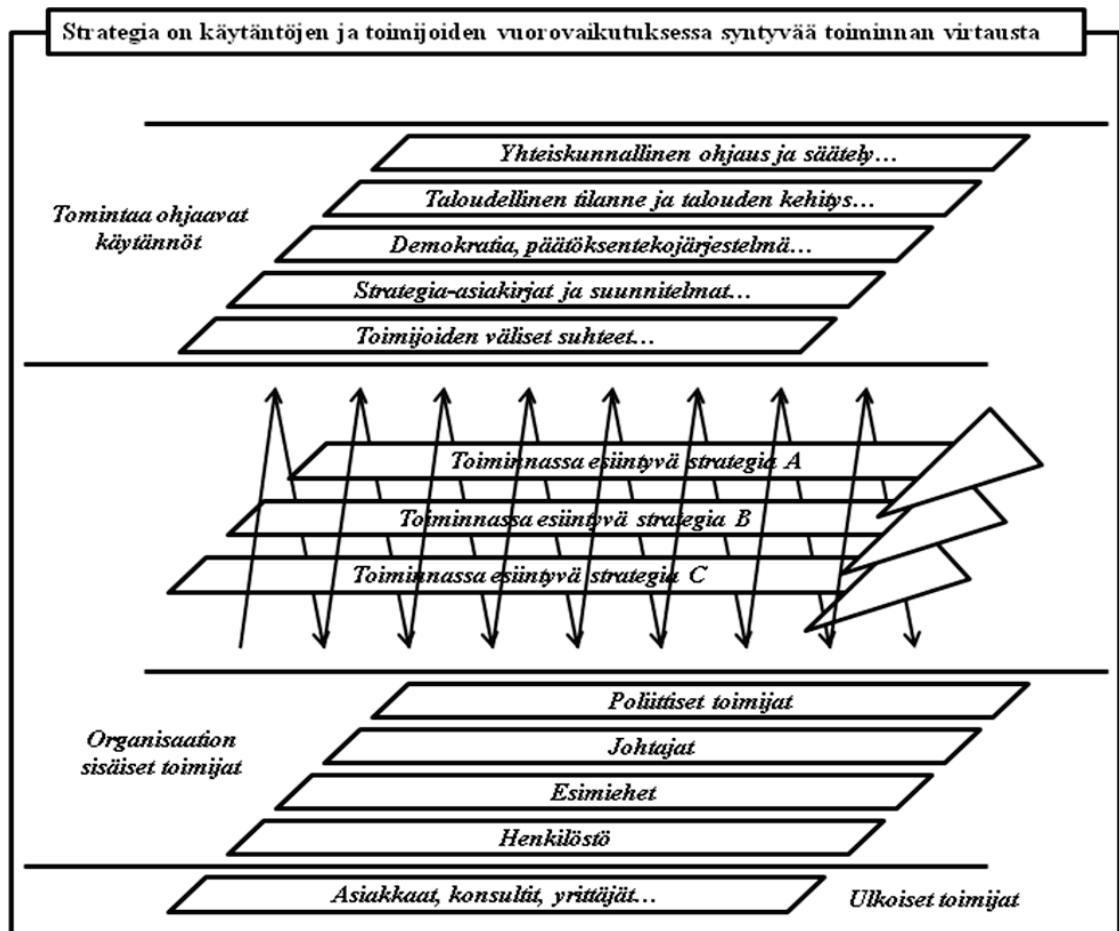 Strategia on käytäntöjen ja toimijoiden vuorovaikutuksessa syntyvää toiminnan virtausta
Yhteiskunnallinen ohjaus ja säätely…
Taloudellinen tilanne ja talouden kehitys…
Tomintaa ohjaavat
käytännöt
Demokratia, päätöksentekojärjestelmä…
Strategia-asiakirjat ja suunnitelmat…
Toimijoiden väliset suhteet…
Toiminnassa esiintyvä strategia A
Toiminnassa esiintyvä strategia B
Toiminnassa esiintyvä strategia C
Poliittiset toimijat
Organisaation
sisäiset toimijat
Johtajat
Esimiehet
Henkilöstö
Asiakkaat, konsultit, yrittäjät…
Ulkoiset toimijat